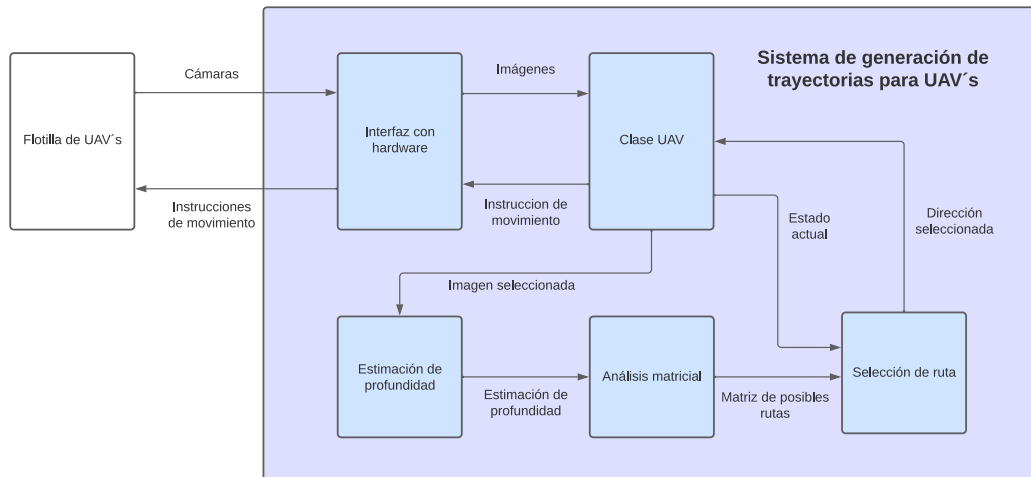 Sistema de generación de
trayectorias para UAV´s
Cámaras
Imágenes
Flotilla de UAV´s
Interfaz con
hardware
Clase UAV
Instrucciones
de movimiento
Instruccion de
movimiento
Estado
actual
Dirección
seleccionada
Imagen seleccionada
Estimación de
profundidad
Estimación de
profundidad
Análisis matricial
Matriz de posibles
rutas
Selección de ruta